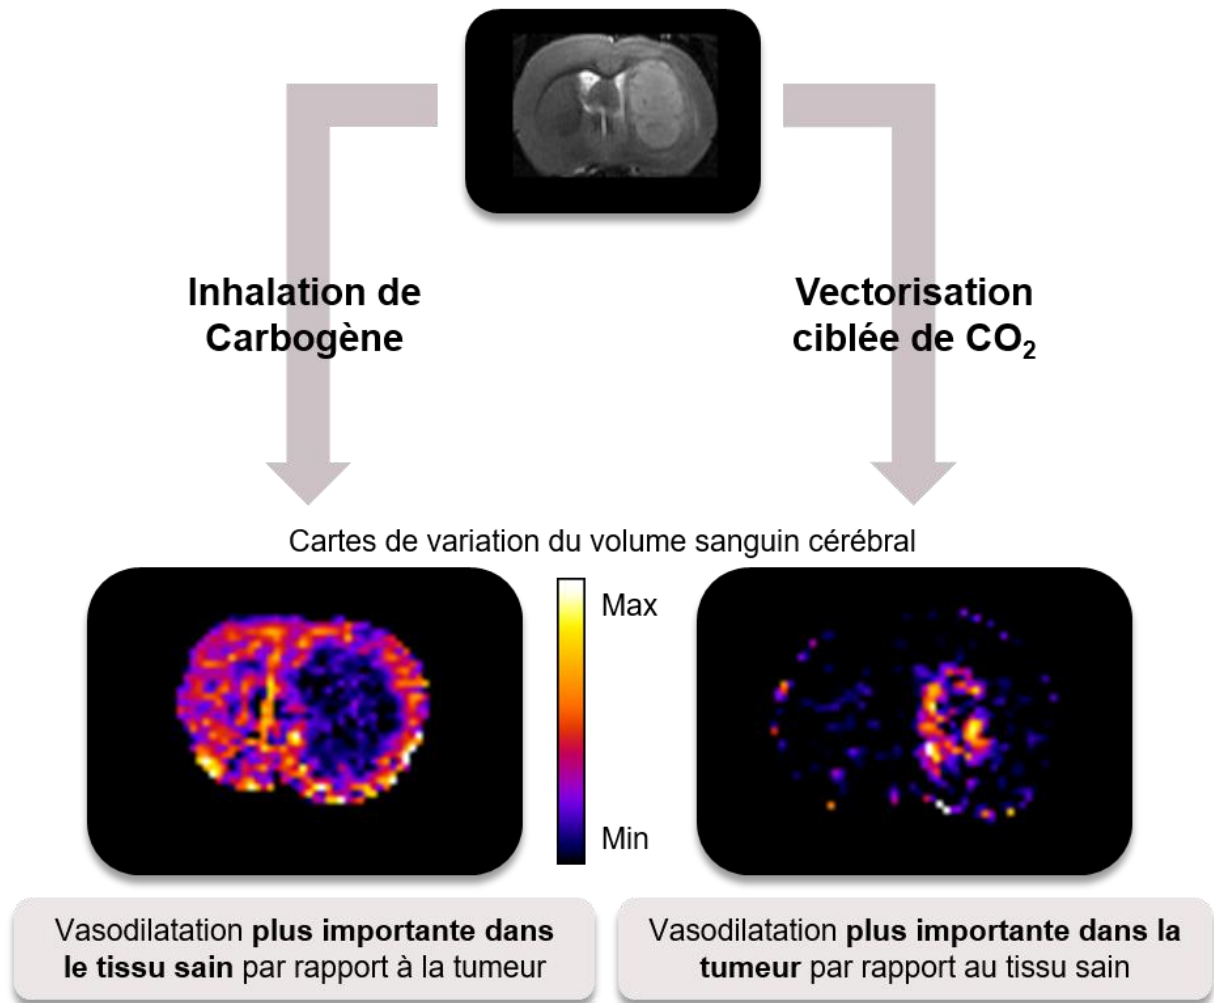 Inhalation de
Carbogène
Vectorisation
ciblée de CO₂
Cartes de variation du volume sanguin cérébral
Max
Min
Vasodilatation plus importante dans
le tissu sain par rapport à la tumeur
Vasodilatation plus importante dans la
tumeur par rapport au tissu sain